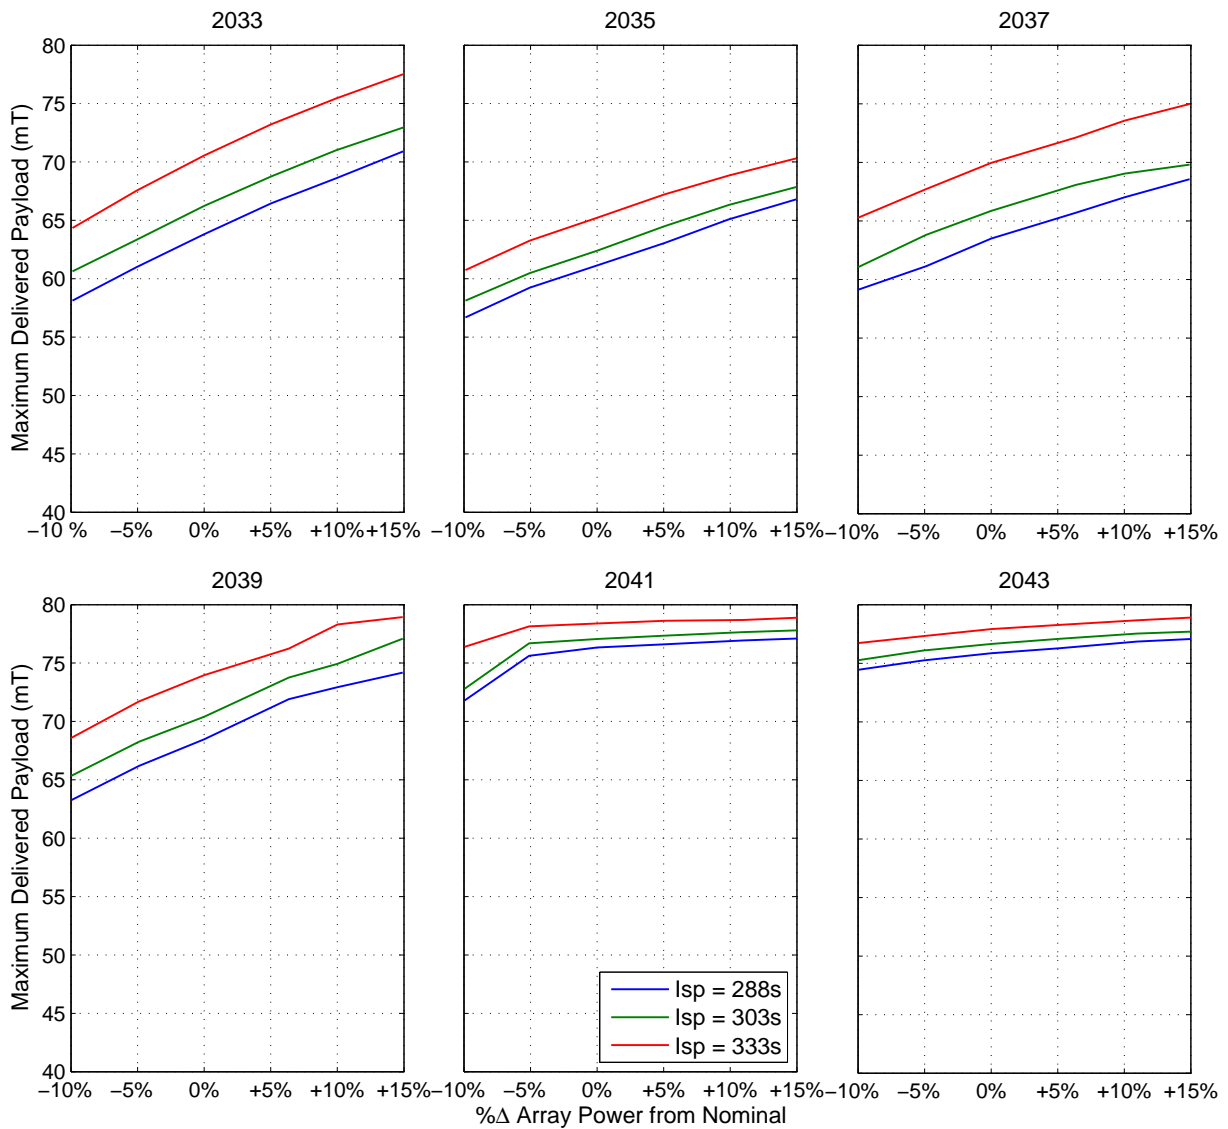 2033
2035
2037
Maximum Delivered Payload (mT)
80
75
70
65
60
55
50
45
40
−10 % −5% 0% +5% +10% +15%
−10% −5% 0% +5% +10% +15%
−10% −5% 0% +5% +10% +15%
2039
2041
2043
Maximum Delivered Payload (mT)
80
75
70
65
60
55
50
45
40
Isp = 288s
Isp = 303s
Isp = 333s
−10% −5% 0% +5% +10% +15%
−10% −5% 0% +5% +10% +15%
−10% −5% 0% +5% +10% +15%
%Δ Array Power from Nominal